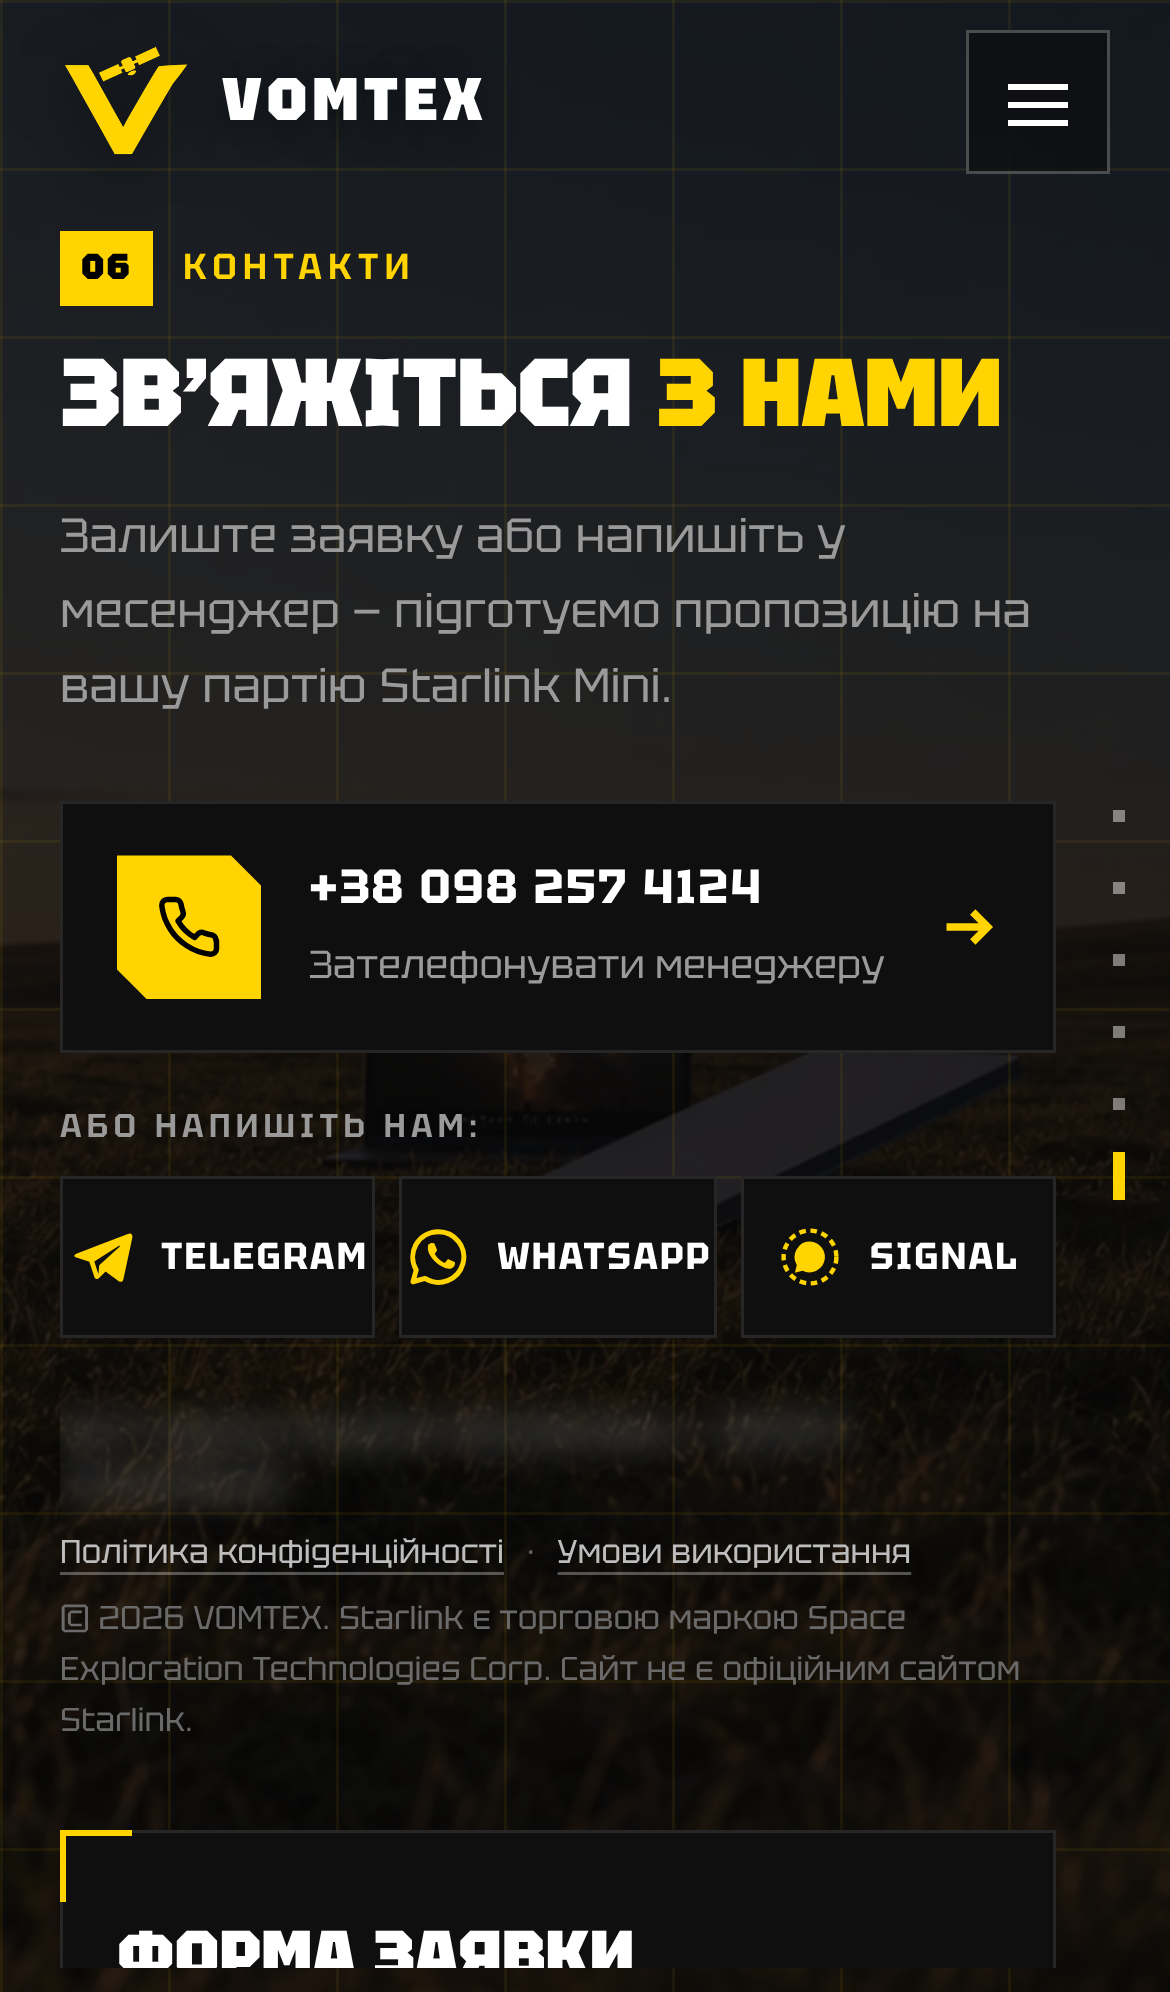 VOMTEX
06 КОНТАКТИ
ЗВ’ЯЖІТЬСЯ З НАМИ
Залиште заявку або напишіть у
месенджер – підготуємо пропозицію на
вашу партію Starlink Mini.
+38 098 257 4124
Зателефонувати менеджеру
АБО НАПИШІТЬ НАМ:
TELEGRAM WHATSAPP SIGNAL
Політика конфіденційності · Умови використання
© 2026 VOMTEX. Starlink є торговою маркою Space
Exploration Technologies Corp. Сайт не є офіційним сайтом
Starlink.
ФОРМА ЗАЯВКИ